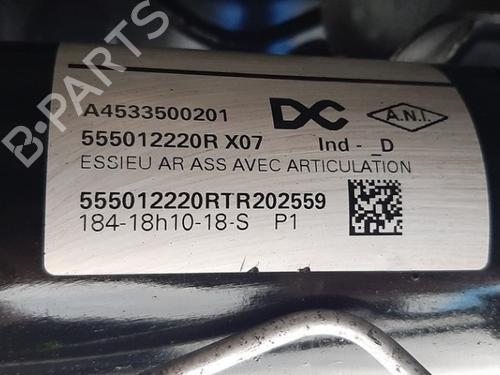 A4533500201 DC A.N.I.
555012220R X07 Ind - _D
ESSIEU AR ASS AVEC ARTICULATION
555012220RTR202559
184-18h10-18-S P1
B-PARTS